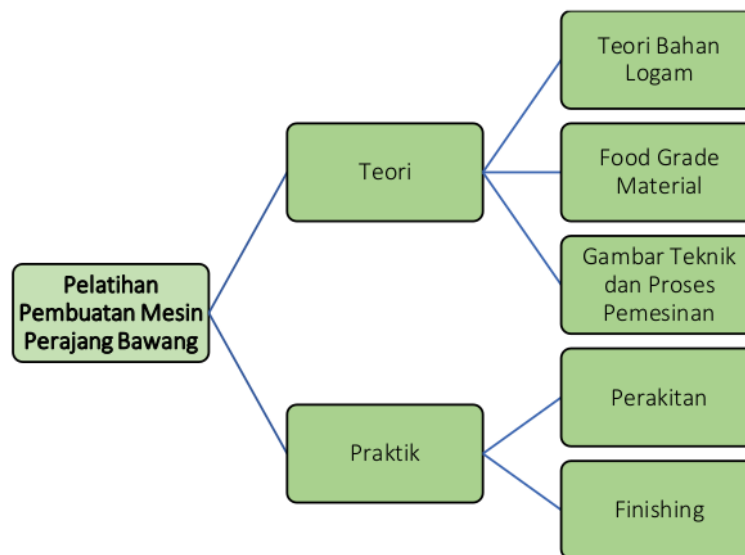 Pelatihan
Pembuatan Mesin
Perajang Bawang
Teori
Teori Bahan
Logam
Food Grade
Material
Gambar Teknik
dan Proses
Pemesinan
Praktik
Perakitan
Finishing